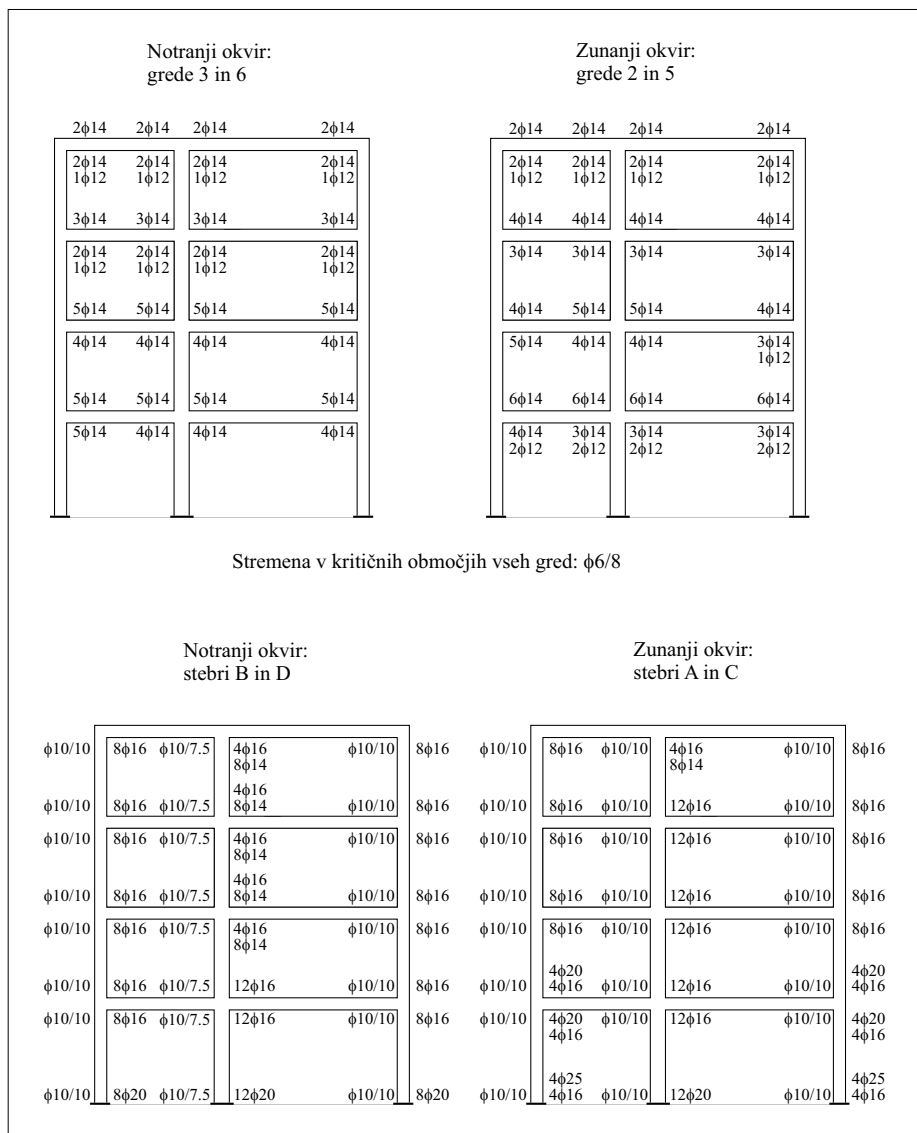 Notranji okvir:
grede 3 in 6
2ϕ14 2ϕ14 2ϕ14 2ϕ14
2ϕ14 2ϕ14 2ϕ14 2ϕ14
1ϕ12 1ϕ12 1ϕ12 1ϕ12
3ϕ14 3ϕ14 3ϕ14 3ϕ14
2ϕ14 2ϕ14 2ϕ14 2ϕ14
1ϕ12 1ϕ12 1ϕ12 1ϕ12
5ϕ14 5ϕ14 5ϕ14 5ϕ14
4ϕ14 4ϕ14 4ϕ14 4ϕ14
5ϕ14 5ϕ14 5ϕ14 5ϕ14
5ϕ14 4ϕ14 4ϕ14 4ϕ14
Zunanji okvir:
grede 2 in 5
2ϕ14 2ϕ14 2ϕ14 2ϕ14
2ϕ14 2ϕ14 2ϕ14 2ϕ14
1ϕ12 1ϕ12 1ϕ12 1ϕ12
4ϕ14 4ϕ14 4ϕ14 4ϕ14
3ϕ14 3ϕ14 3ϕ14 3ϕ14
4ϕ14 5ϕ14 5ϕ14 4ϕ14
5ϕ14 4ϕ14 4ϕ14 3ϕ14
1ϕ12
6ϕ14 6ϕ14 6ϕ14 6ϕ14
4ϕ14 3ϕ14 3ϕ14 3ϕ14
2ϕ12 2ϕ12 2ϕ12 2ϕ12
Stremena v kritičnih območjih vseh gred: ϕ6/8
Notranji okvir:
stebri B in D
ϕ10/10 8ϕ16 ϕ10/7.5 4ϕ16 ϕ10/10 8ϕ16
8ϕ14
4ϕ16
ϕ10/10 8ϕ16 ϕ10/7.5 8ϕ14 ϕ10/10 8ϕ16
ϕ10/10 8ϕ16 ϕ10/7.5 4ϕ16 ϕ10/10 8ϕ16
8ϕ14
4ϕ16
ϕ10/10 8ϕ16 ϕ10/7.5 8ϕ14 ϕ10/10 8ϕ16
ϕ10/10 8ϕ16 ϕ10/7.5 4ϕ16 ϕ10/10 8ϕ16
8ϕ14
ϕ10/10 8ϕ16 ϕ10/7.5 12ϕ16 ϕ10/10 8ϕ16
ϕ10/10 8ϕ16 ϕ10/7.5 12ϕ16 ϕ10/10 8ϕ16
ϕ10/10 8ϕ20 ϕ10/7.5 12ϕ20 ϕ10/10 8ϕ20
Zunanji okvir:
stebri A in C
ϕ10/10 8ϕ16 ϕ10/10 4ϕ16 ϕ10/10 8ϕ16
8ϕ14
ϕ10/10 8ϕ16 ϕ10/10 12ϕ16 ϕ10/10 8ϕ16
ϕ10/10 8ϕ16 ϕ10/10 12ϕ16 ϕ10/10 8ϕ16
ϕ10/10 8ϕ16 ϕ10/10 12ϕ16 ϕ10/10 8ϕ16
ϕ10/10 8ϕ16 ϕ10/10 12ϕ16 ϕ10/10 8ϕ16
4ϕ20 4ϕ20
ϕ10/10 4ϕ16 ϕ10/10 12ϕ16 ϕ10/10 4ϕ16
ϕ10/10 4ϕ20 ϕ10/10 12ϕ16 ϕ10/10 4ϕ20
4ϕ16 4ϕ16
4ϕ25 4ϕ25
ϕ10/10 4ϕ16 ϕ10/10 12ϕ20 ϕ10/10 4ϕ16